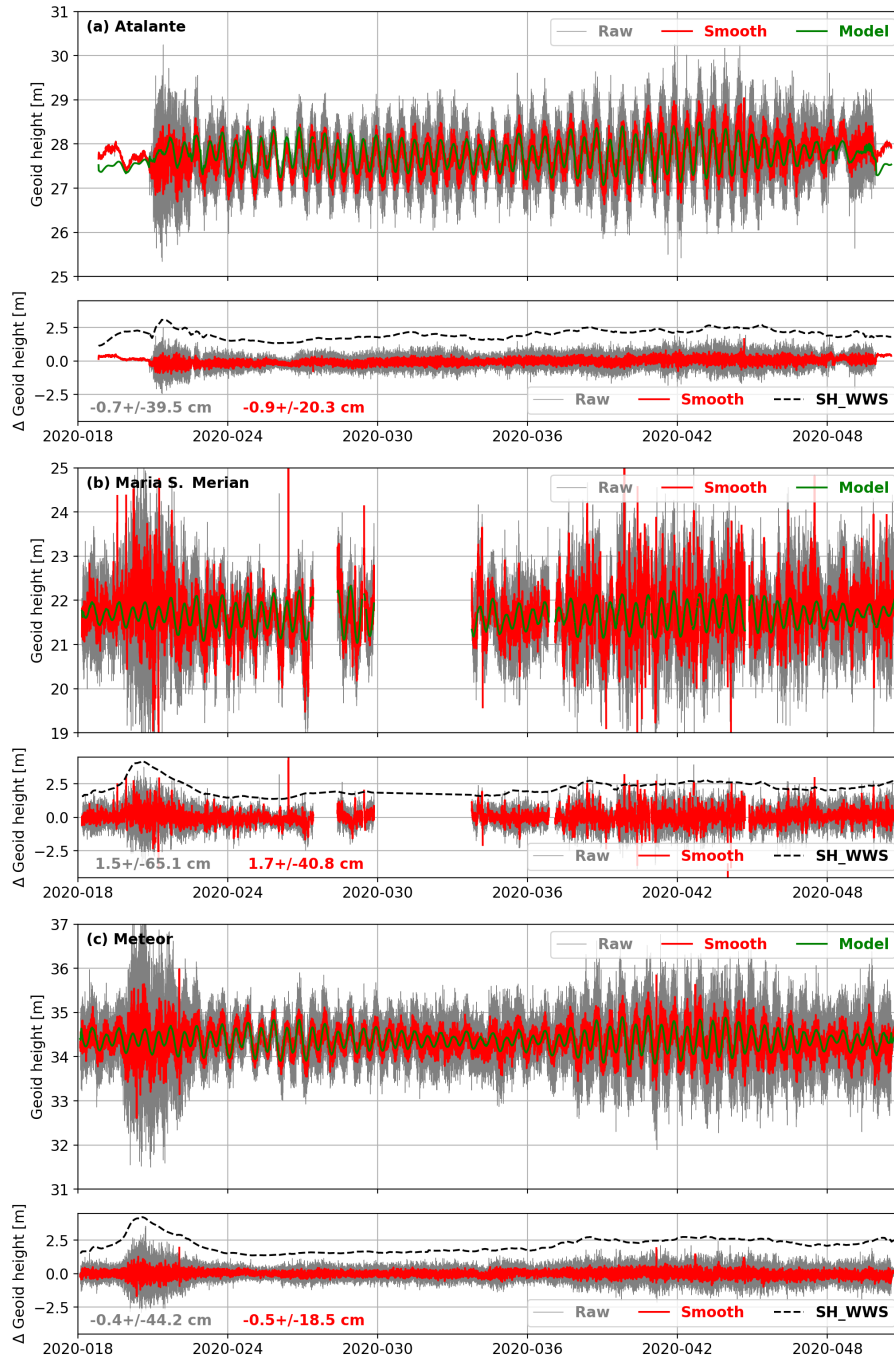 (a) Atalante
Raw Smooth Model
Geoid height [m]
31
30
29
28
27
26
25
Δ Geoid height [m]
2.5
0.0
−2.5
-0.7+/-39.5 cm -0.9+/-20.3 cm
Raw Smooth SH_WWS
2020-018 2020-024 2020-030 2020-036 2020-042 2020-048
(b) Maria S. Merian
Raw Smooth Model
Geoid height [m]
25
24
23
22
21
20
19
Δ Geoid height [m]
2.5
0.0
−2.5
1.5+/-65.1 cm 1.7+/-40.8 cm
Raw Smooth SH_WWS
2020-018 2020-024 2020-030 2020-036 2020-042 2020-048
(c) Meteor
Raw Smooth Model
Geoid height [m]
37
36
35
34
33
32
31
Δ Geoid height [m]
2.5
0.0
−2.5
-0.4+/-44.2 cm -0.5+/-18.5 cm
Raw Smooth SH_WWS
2020-018 2020-024 2020-030 2020-036 2020-042 2020-048